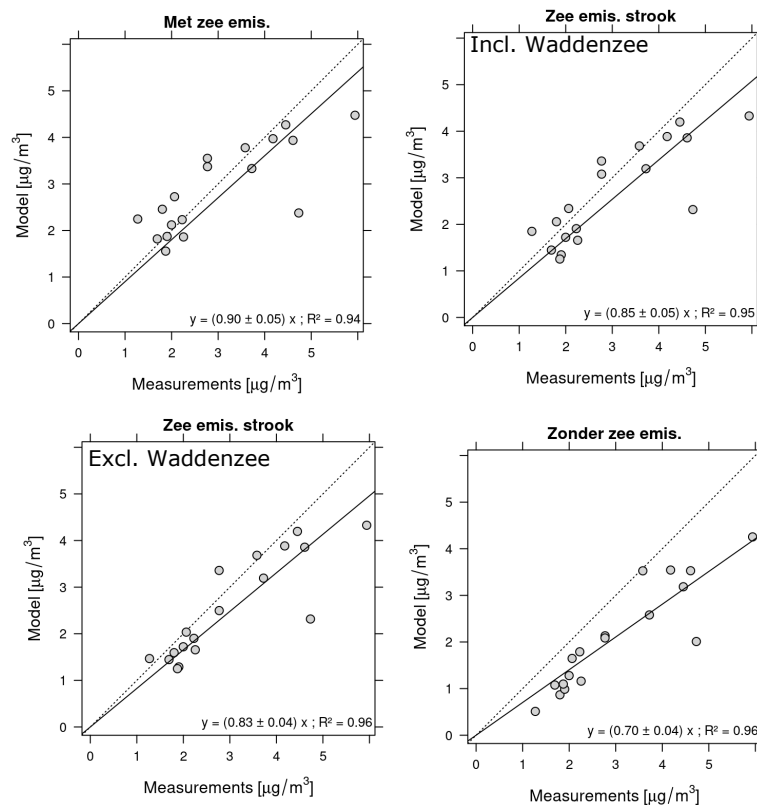 Met zee emis.
Model [µg/m³]
6
5
4
3
2
1
0
y = (0.90 ± 0.05) x ; R² = 0.94
0 1 2 3 4 5
Measurements [µg/m³]
Zee emis. strook
Incl. Waddenzee
Model [µg/m³]
5
4
3
2
1
0
y = (0.85 ± 0.05) x ; R² = 0.95
0 1 2 3 4 5
Measurements [µg/m³]
Zee emis. strook
Excl. Waddenzee
Model [µg/m³]
5
4
3
2
1
0
y = (0.83 ± 0.04) x ; R² = 0.96
0 1 2 3 4 5
Measurements [µg/m³]
Zonder zee emis.
Model [µg/m³]
5
4
3
2
1
0
y = (0.70 ± 0.04) x ; R² = 0.96
0 1 2 3 4 5
Measurements [µg/m³]